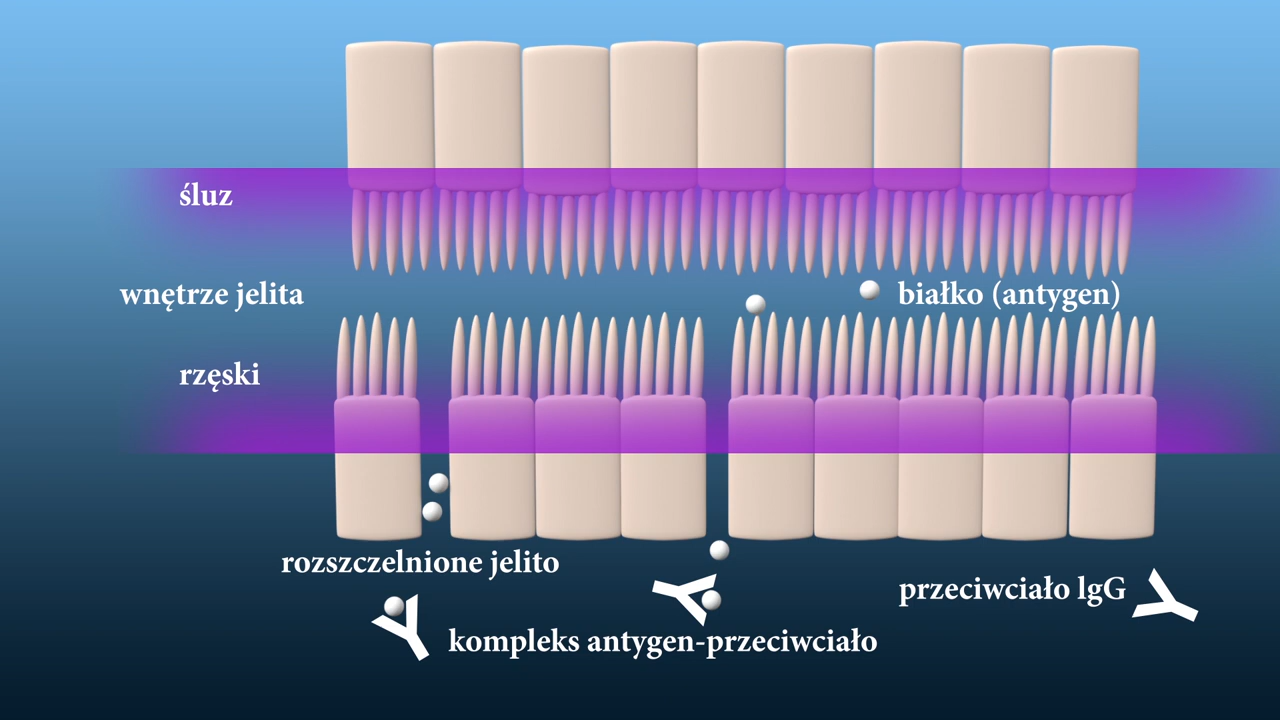 śluz
wnętrze jelita
białko (antygen)
rzęski
rozszczelnione jelito
przeciwciało lgG
kompleks antygen-przeciwciało